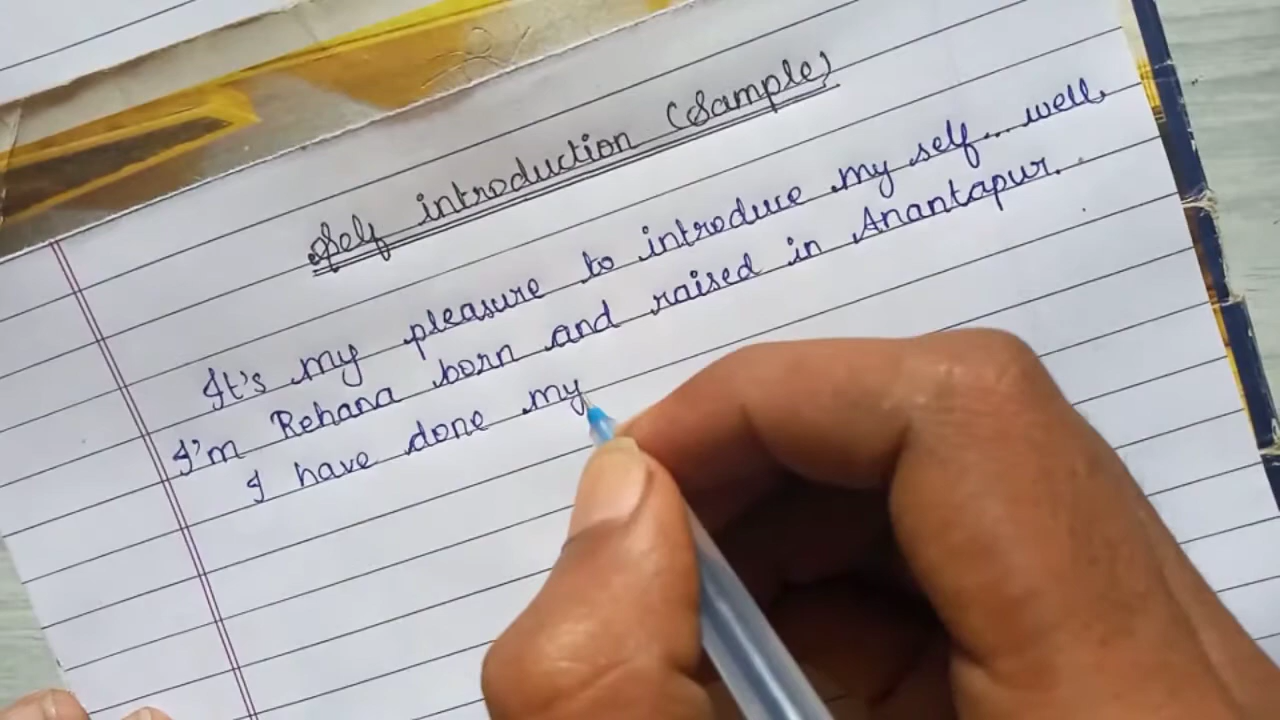 Self introduction (Sample)
It's my pleasure to introduce my self... well
I'm Rehana born and raised in Anantapur.
I have done my